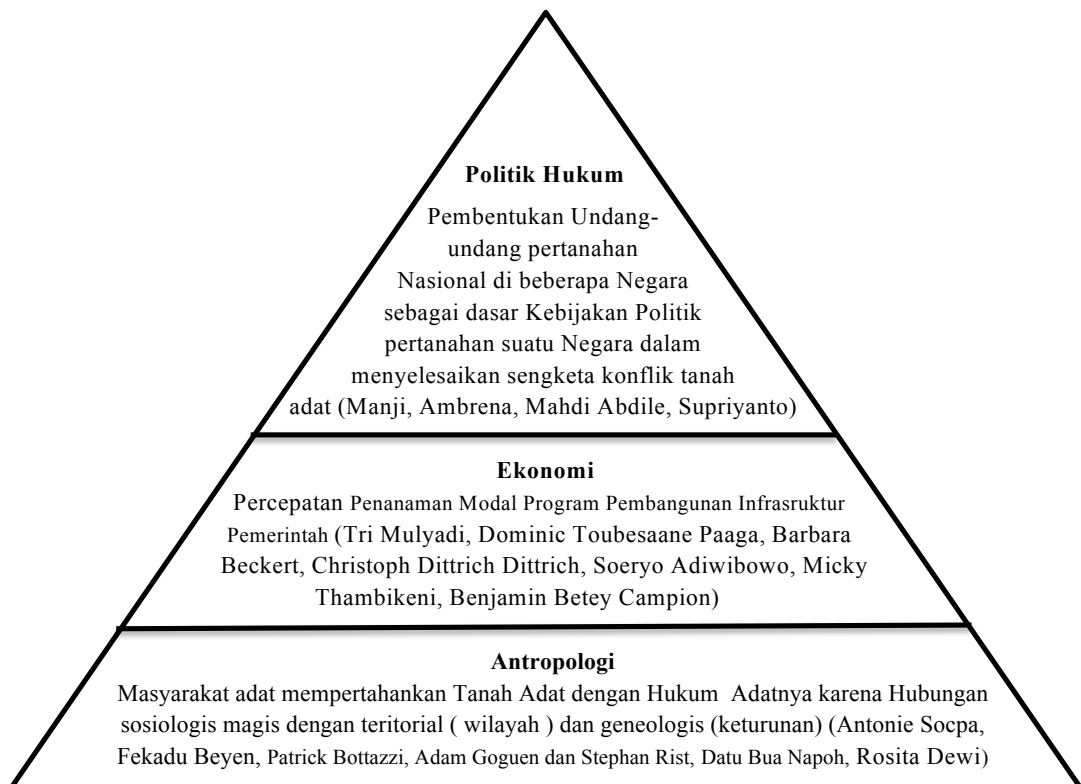 Politik Hukum
Pembentukan Undang-
undang pertanahan
Nasional di beberapa Negara
sebagai dasar Kebijakan Politik
pertanahan suatu Negara dalam
menyelesaikan sengketa konflik tanah
adat (Manji, Ambrena, Mahdi Abdile, Supriyanto)
Ekonomi
Percepatan Penanaman Modal Program Pembangunan Infrasruktur
Pemerintah (Tri Mulyadi, Dominic Toubesaane Paaga, Barbara
Beckert, Christoph Dittrich Dittrich, Soeryo Adiwibowo, Micky
Thambikeni, Benjamin Betey Campion)
Antropologi
Masyarakat adat mempertahankan Tanah Adat dengan Hukum Adatnya karena Hubungan
sosiologis magis dengan teritorial ( wilayah ) dan geneologis (keturunan) (Antonie Socpa,
Fekadu Beyen, Patrick Bottazzi, Adam Goguen dan Stephan Rist, Datu Bua Napoh, Rosita Dewi)